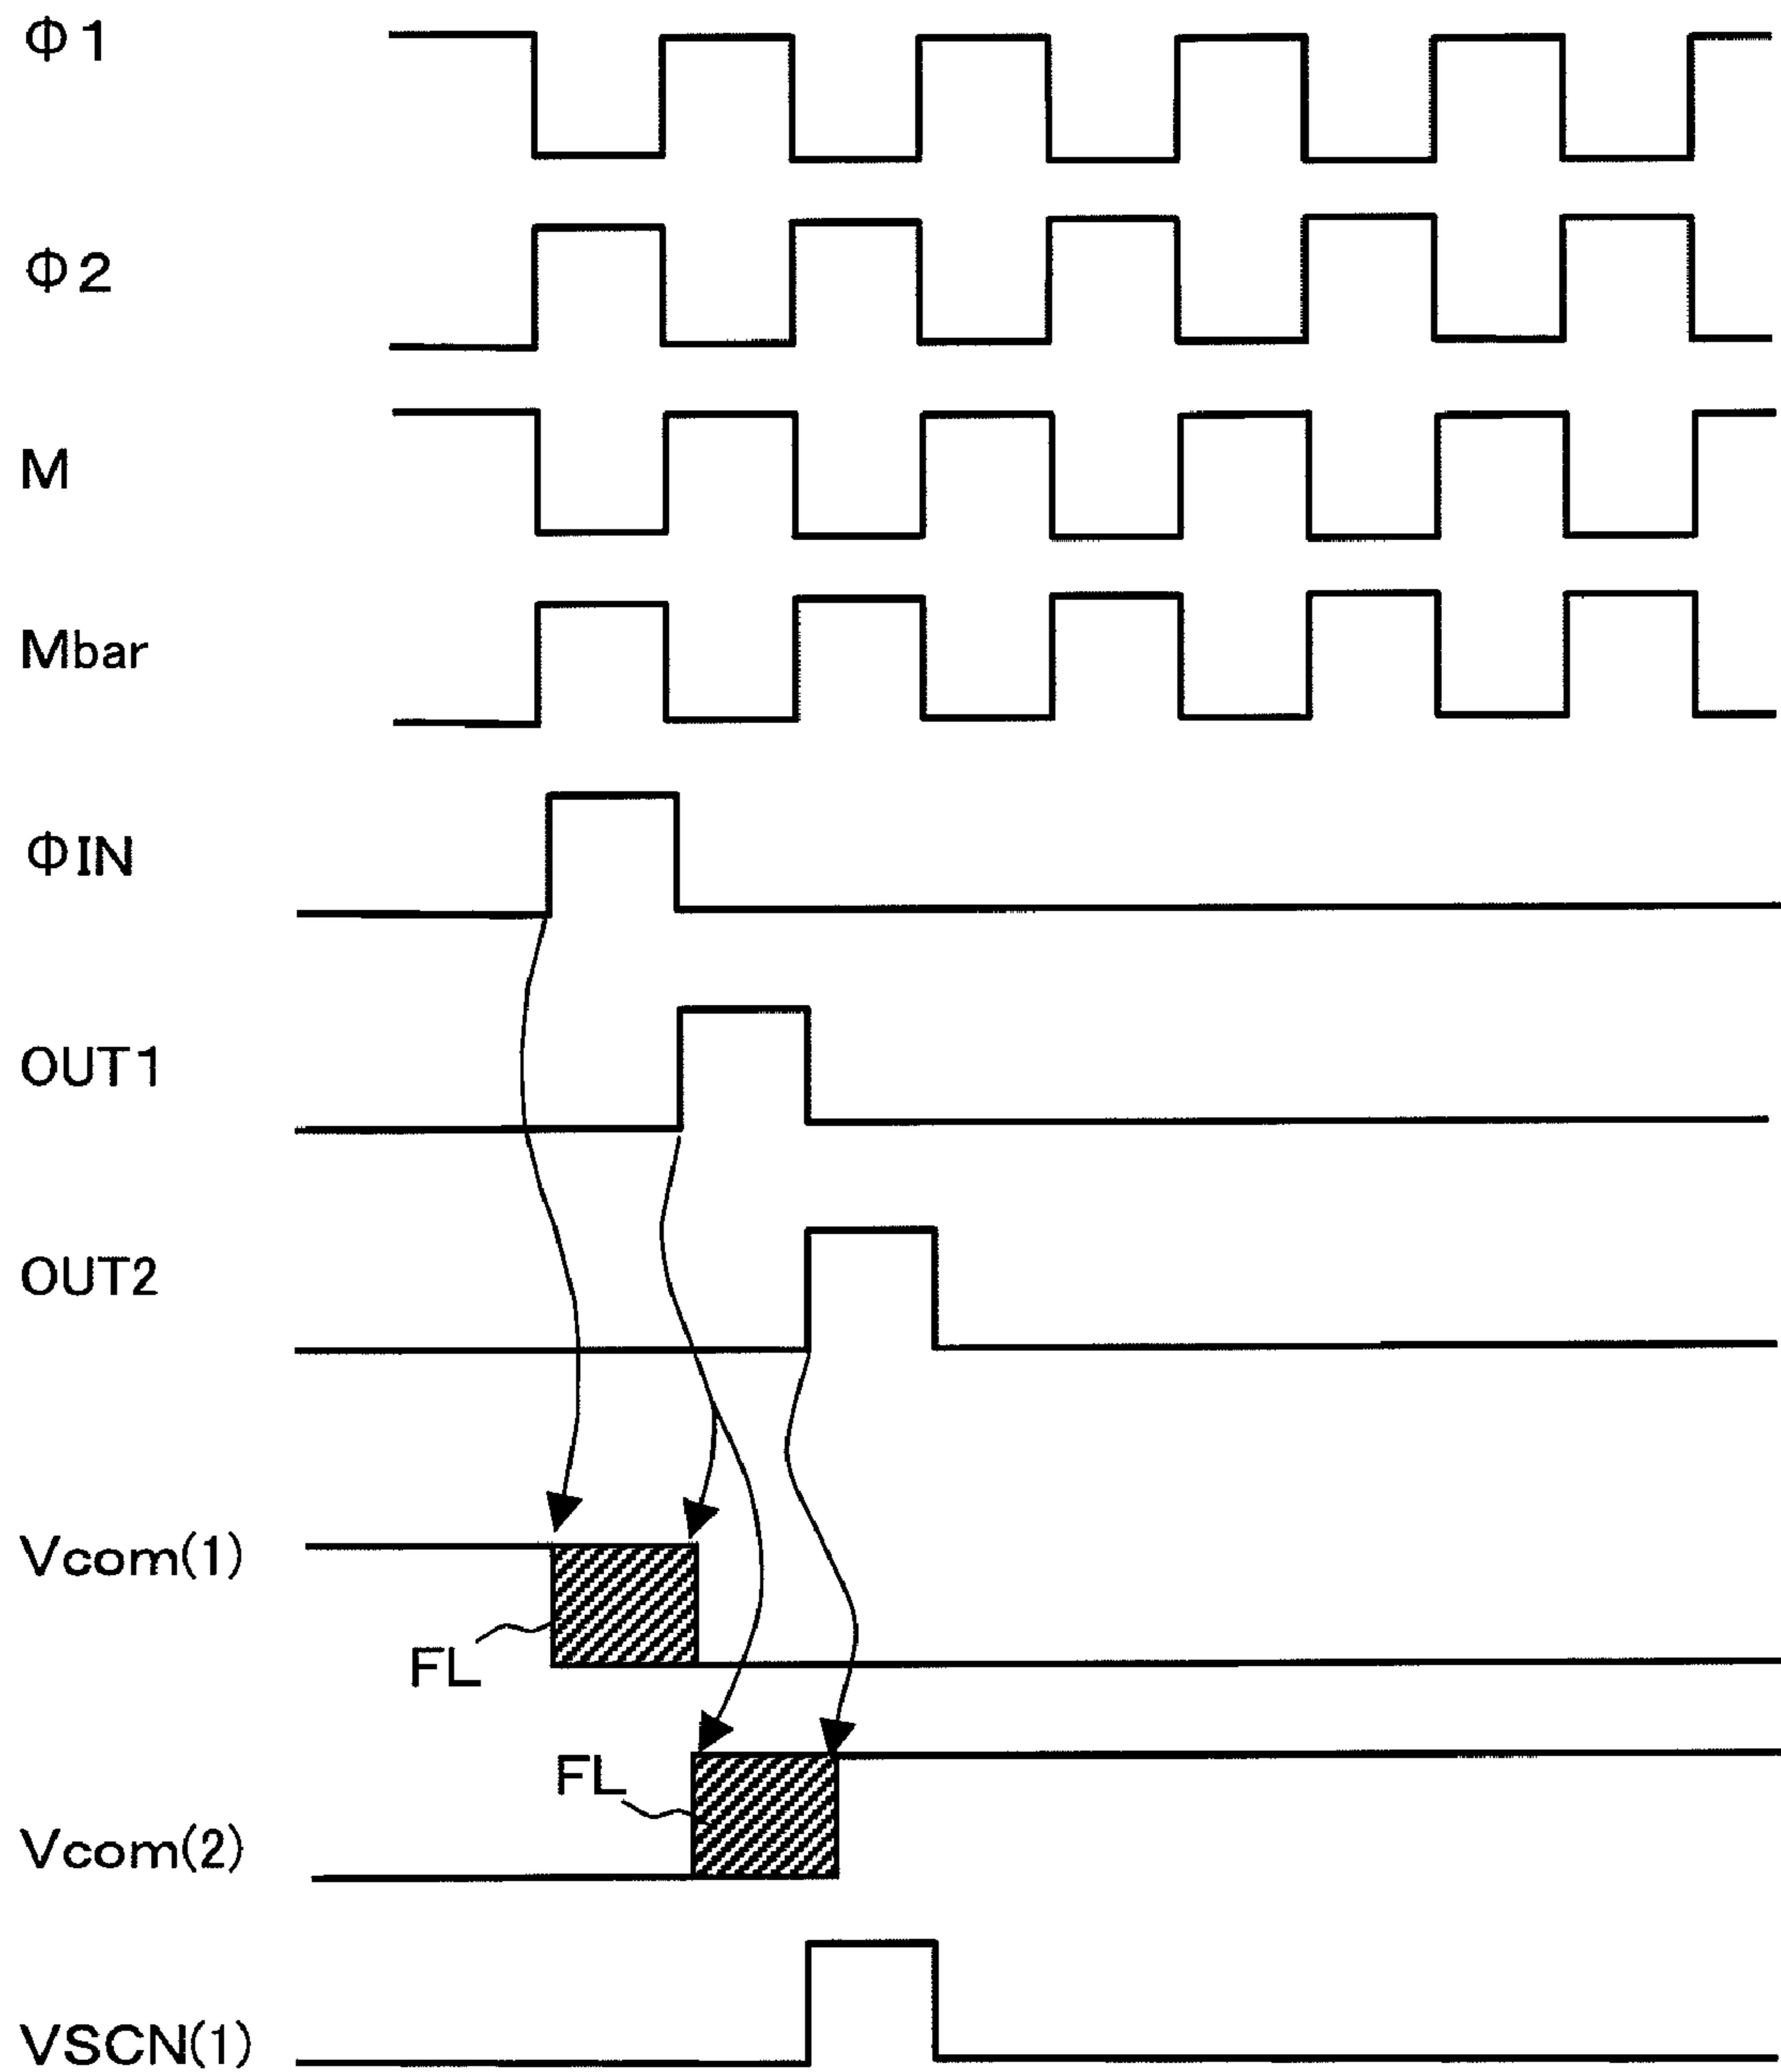 Φ1
Φ2
M
Mbar
ΦIN
OUT1
OUT2
Vcom(1)
FL
FL
Vcom(2)
VSCN(1)